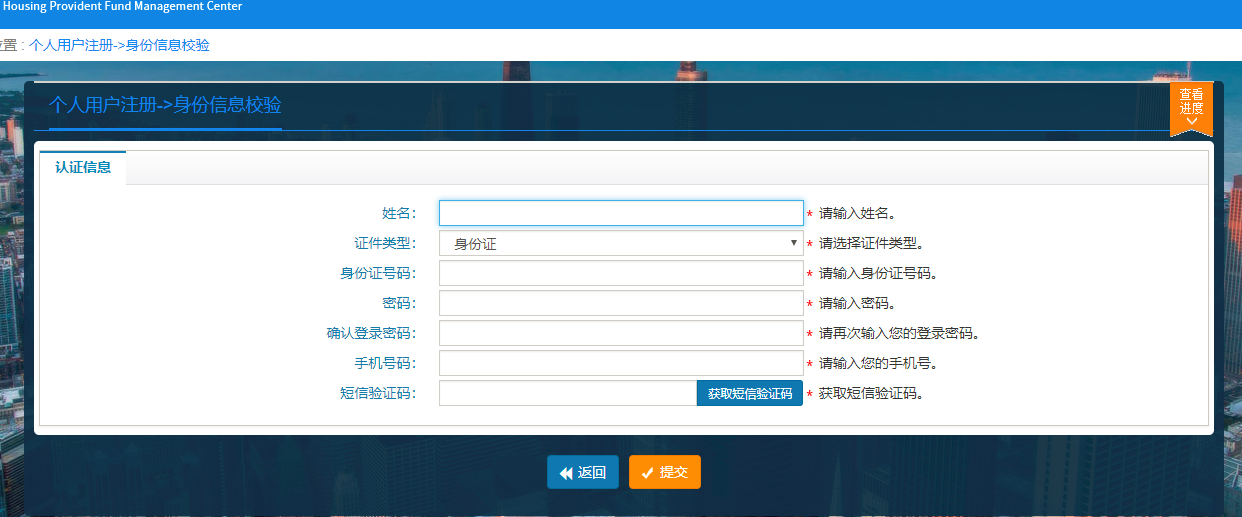 Housing Provident Fund Management Center
位置 : 个人用户注册->身份信息校验
个人用户注册->身份信息校验
查看
进度
认证信息
姓名： * 请输入姓名。
证件类型： 身份证 * 请选择证件类型。
身份证号码： * 请输入身份证号码。
密码： * 请输入密码。
确认登录密码： * 请再次输入您的登录密码。
手机号码： * 请输入您的手机号。
短信验证码： 获取短信验证码 * 获取短信验证码。
返回 提交